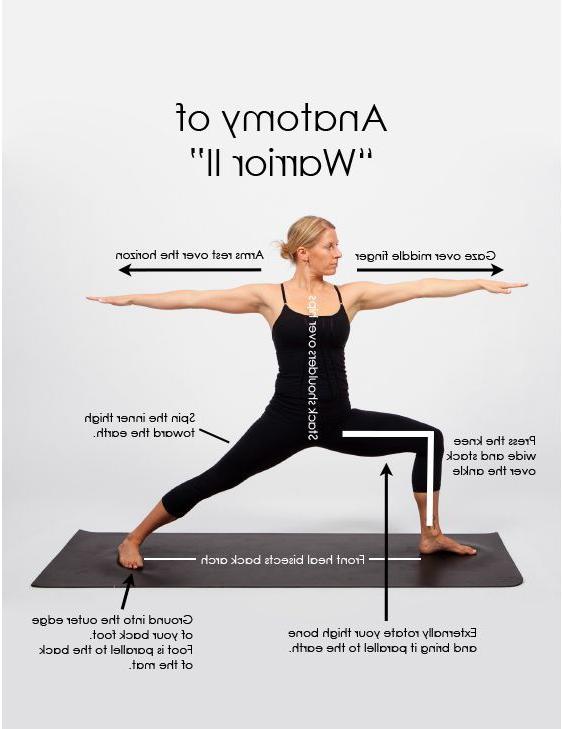 Anatomy of
“Warrior II”
Arms rest over the horizon
Gaze over middle finger
Stack shoulders over hips
Spin the inner thigh
toward the earth.
Press the knee
wide and stack
over the ankle
Front heal bisects back arch
Ground into the outer edge
of your back foot.
Foot is parallel to the back
of the mat.
Externally rotate your thigh bone
and bring it parallel to the earth.